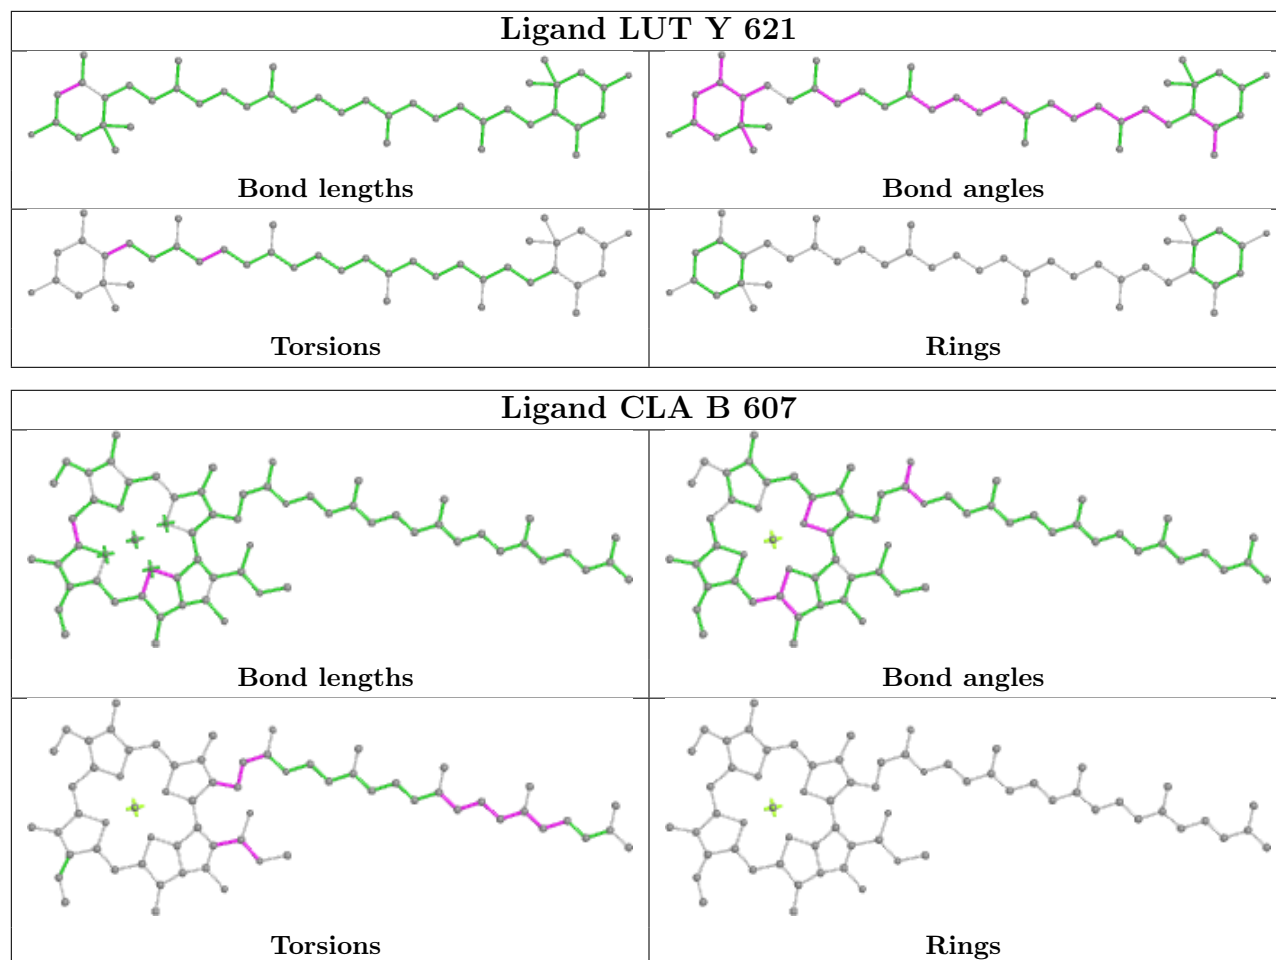 Ligand LUT Y 621
Bond lengths
Bond angles
Torsions
Rings
Ligand CLA B 607
Bond lengths
Bond angles
Torsions
Rings